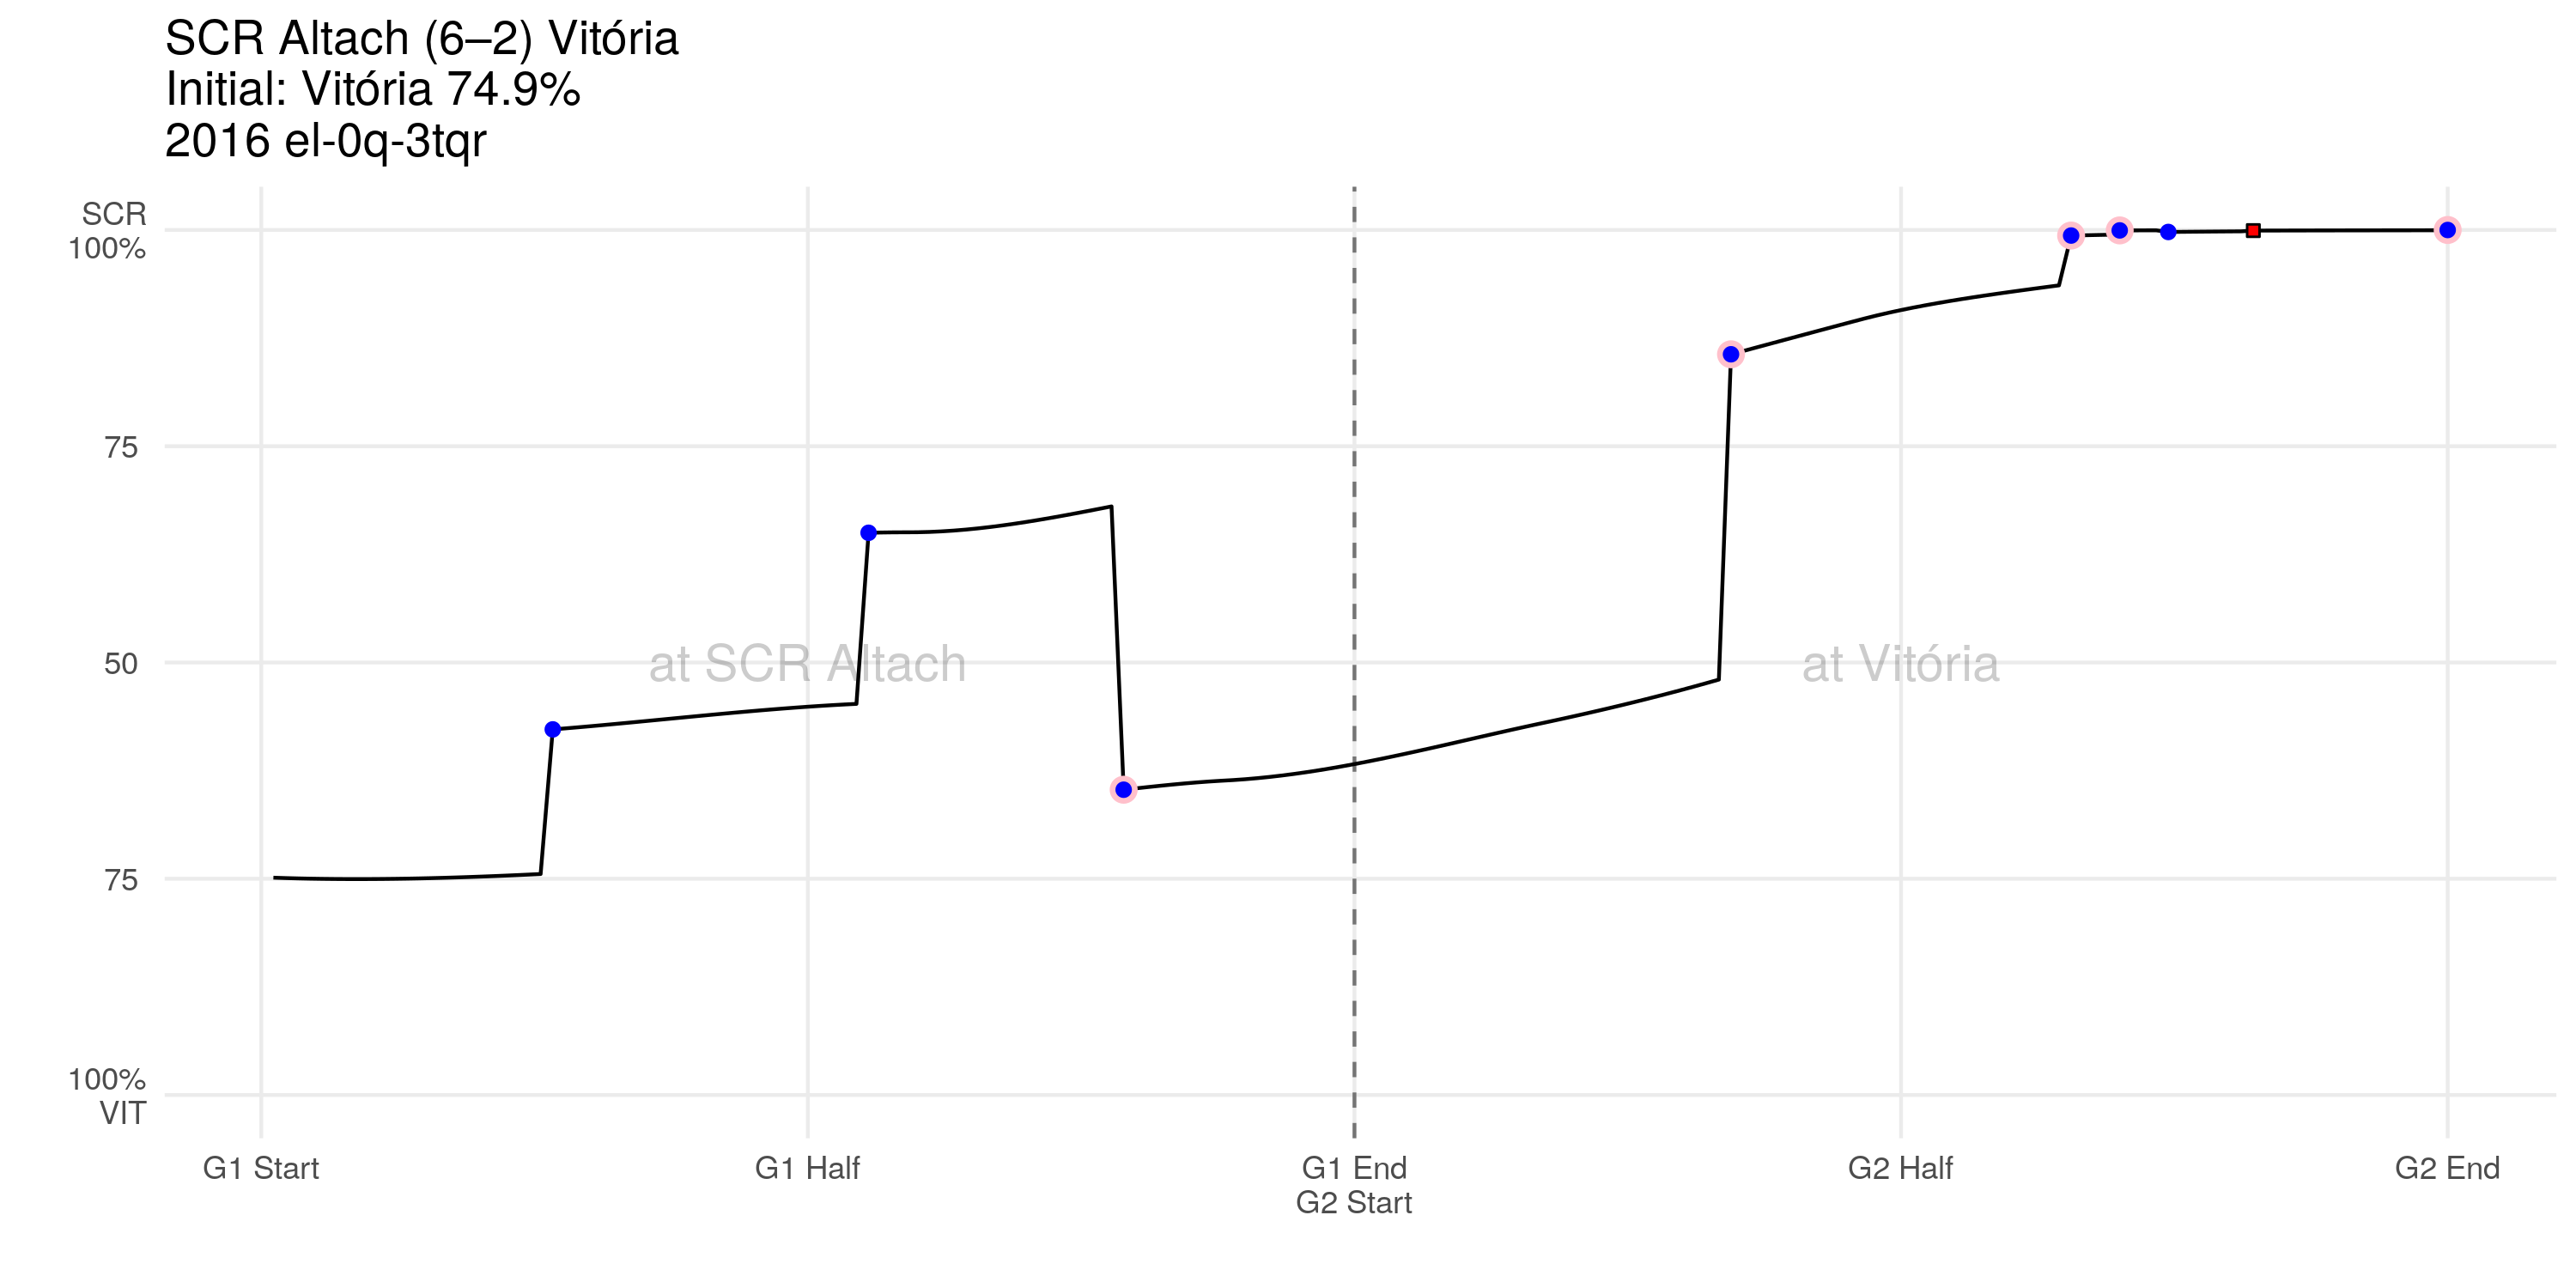 SCR Altach (6–2) Vitória
Initial: Vitória 74.9%
2016 el-0q-3tqr
SCR
100%
75
50
75
100%
VIT
at SCR Altach
at Vitória
G1 Start
G1 Half
G1 End
G2 Start
G2 Half
G2 End